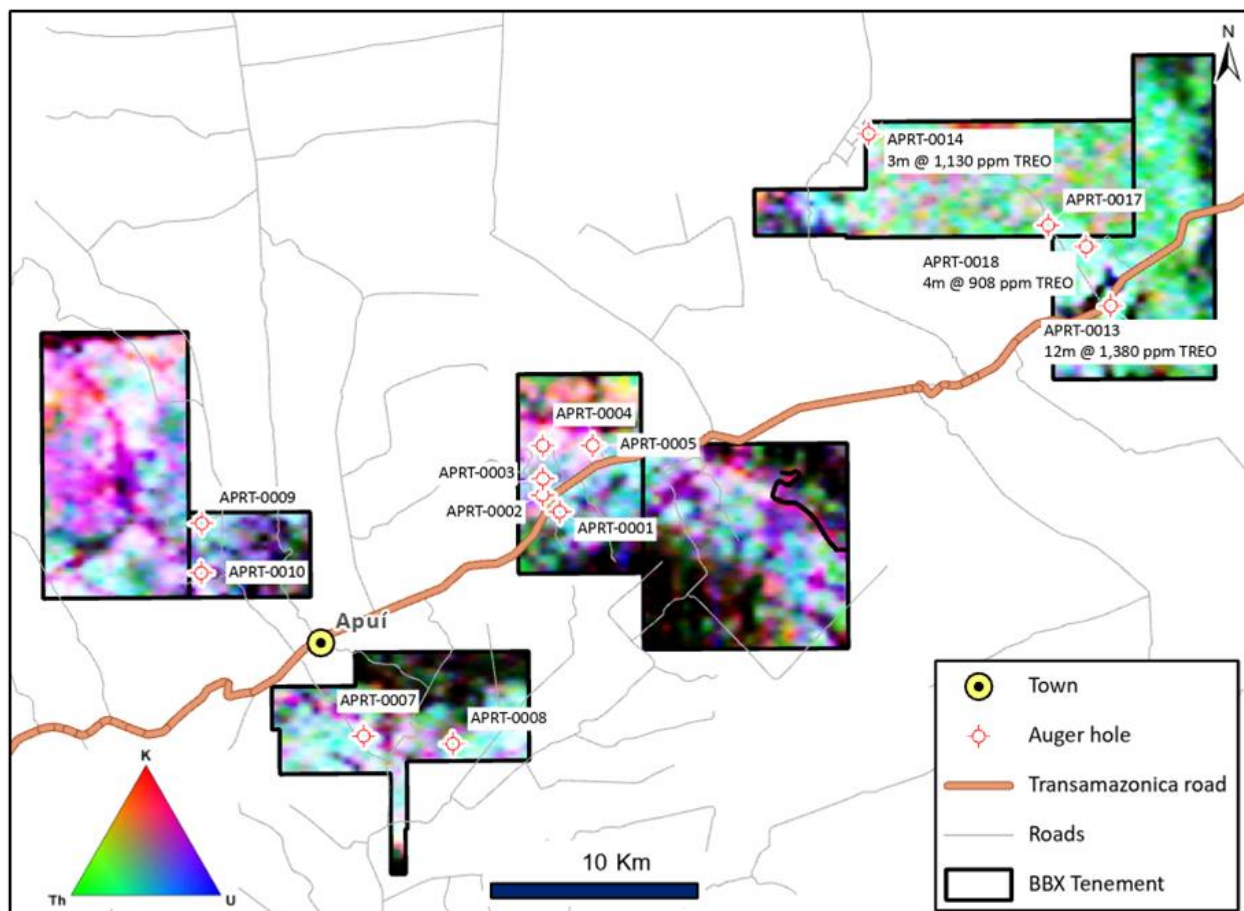 N
APRT-0014
3m @ 1,130 ppm TREO
APRT-0017
APRT-0018
4m @ 908 ppm TREO
APRT-0013
12m @ 1,380 ppm TREO
APRT-0004
APRT-0005
APRT-0003
APRT-0002
APRT-0001
APRT-0009
APRT-0010
Apuí
APRT-0007
APRT-0008
K
Th
U
10 Km
Town
Auger hole
Transamazonica road
Roads
BBX Tenement